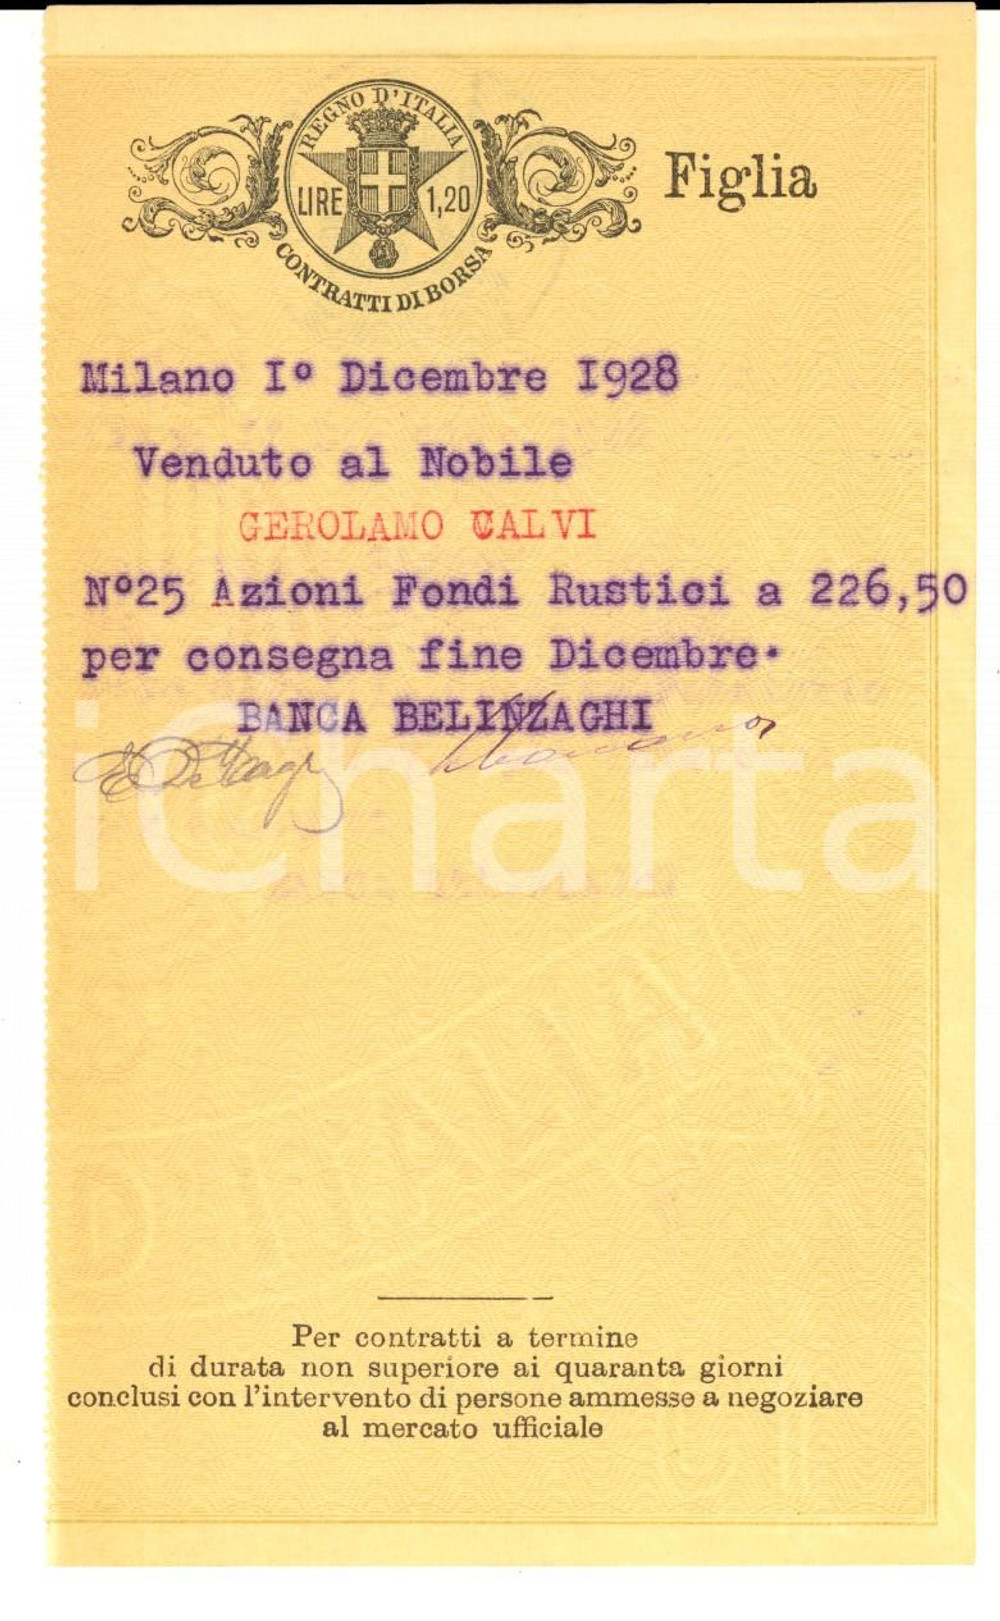 REGNO D'ITALIA
LIRE 1,20
CONTRATTI DI BORSA
Figlia
Milano I° Dicembre I928
Venduto al Nobile
GEROLAMO CALVI
N°25 Azioni Fondi Rustici a 226,50
per consegna fine Dicembre.
BANCA BELINZAGHI
iCharta
Per contratti a termine
di durata non superiore ai quaranta giorni
conclusi con l'intervento di persone ammesse a negoziare
al mercato ufficiale